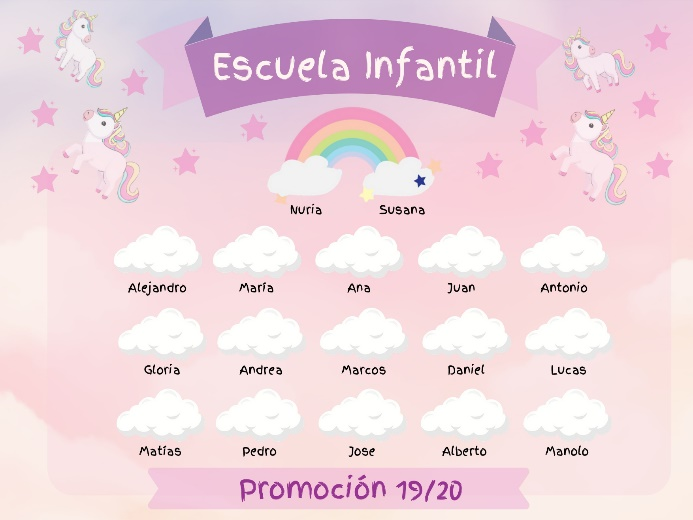 Escuela Infantil
Nuria Susana
Alejandro María Ana Juan Antonio
Gloria Andrea Marcos Daniel Lucas
Matías Pedro Jose Alberto Manolo
Promoción 19/20